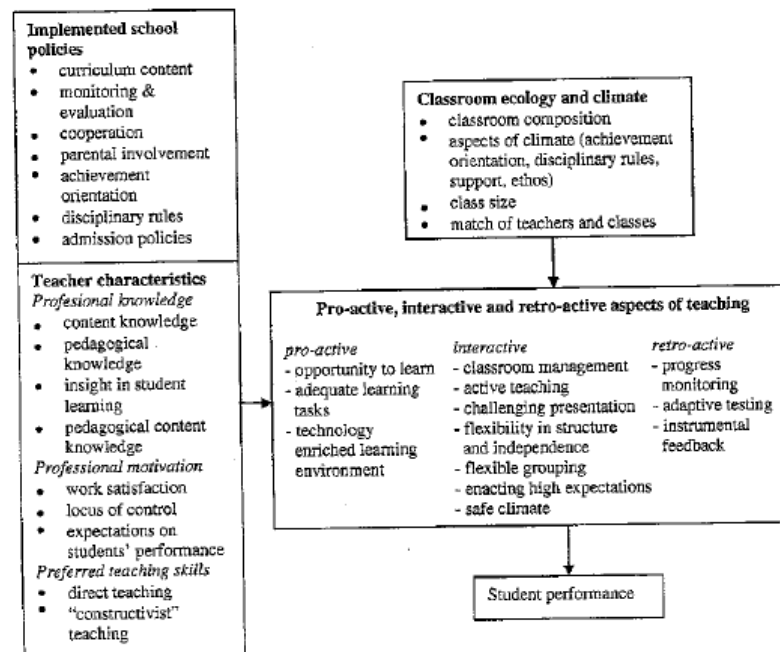 Implemented school
policies
• curriculum content
• monitoring &
evaluation
• cooperation
• parental involvement
• achievement
orientation
• disciplinary rules
• admission policies
Teacher characteristics
Profesional knowledge
• content knowledge
• pedagogical
knowledge
• insight in student
learning
• pedagogical content
knowledge
Professional motivation
• work satisfaction
• locus of control
• expectations on
students' performance
Preferred teaching skills
• direct teaching
• "constructivist"
teaching
Classroom ecology and climate
• classroom composition
• aspects of climate (achievement
orientation, disciplinary rules,
support, ethos)
• class size
• match of teachers and classes
Pro-active, interactive and retro-active aspects of teaching
pro-active
- opportunity to learn
- adequate learning
tasks
- technology
enriched learning
environment
interactive
- classroom management
- active teaching
- challenging presentation
- flexibility in structure
and independence
- flexible grouping
- enacting high expectations
- safe climate
retro-active
- progress
monitoring
- adaptive testing
- instrumental
feedback
Student performance